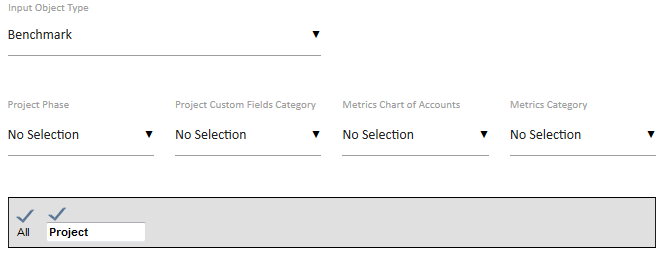 Input Object Type
Benchmark
Project Phase Project Custom Fields Category Metrics Chart of Accounts Metrics Category
No Selection No Selection No Selection No Selection
All Project